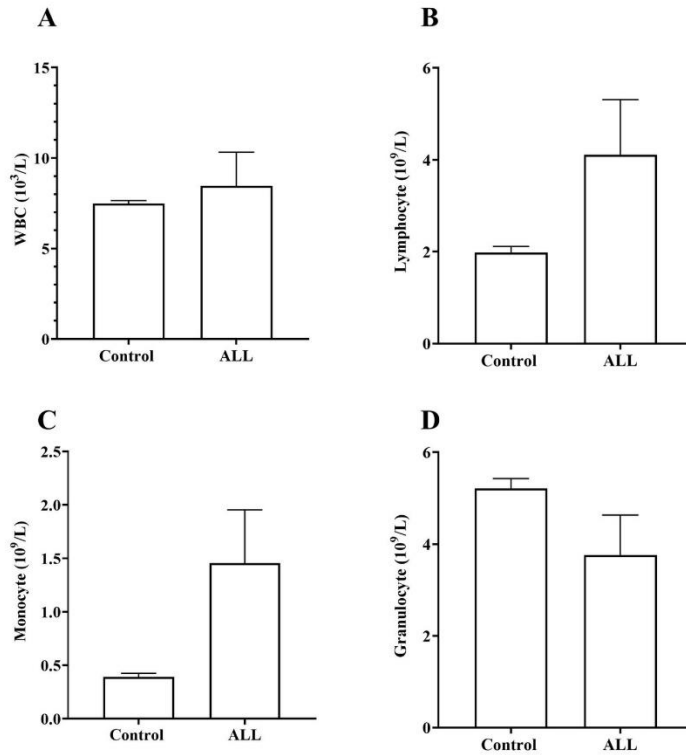 A
15
10
5
0
WBC (10³/L)
Control ALL
B
6
4
2
0
Lymphocyte (10⁹/L)
Control ALL
C
2.5
2.0
1.5
1.0
0.5
0.0
Monocyte (10⁹/L)
Control ALL
D
6
4
2
0
Granulocyte (10⁹/L)
Control ALL